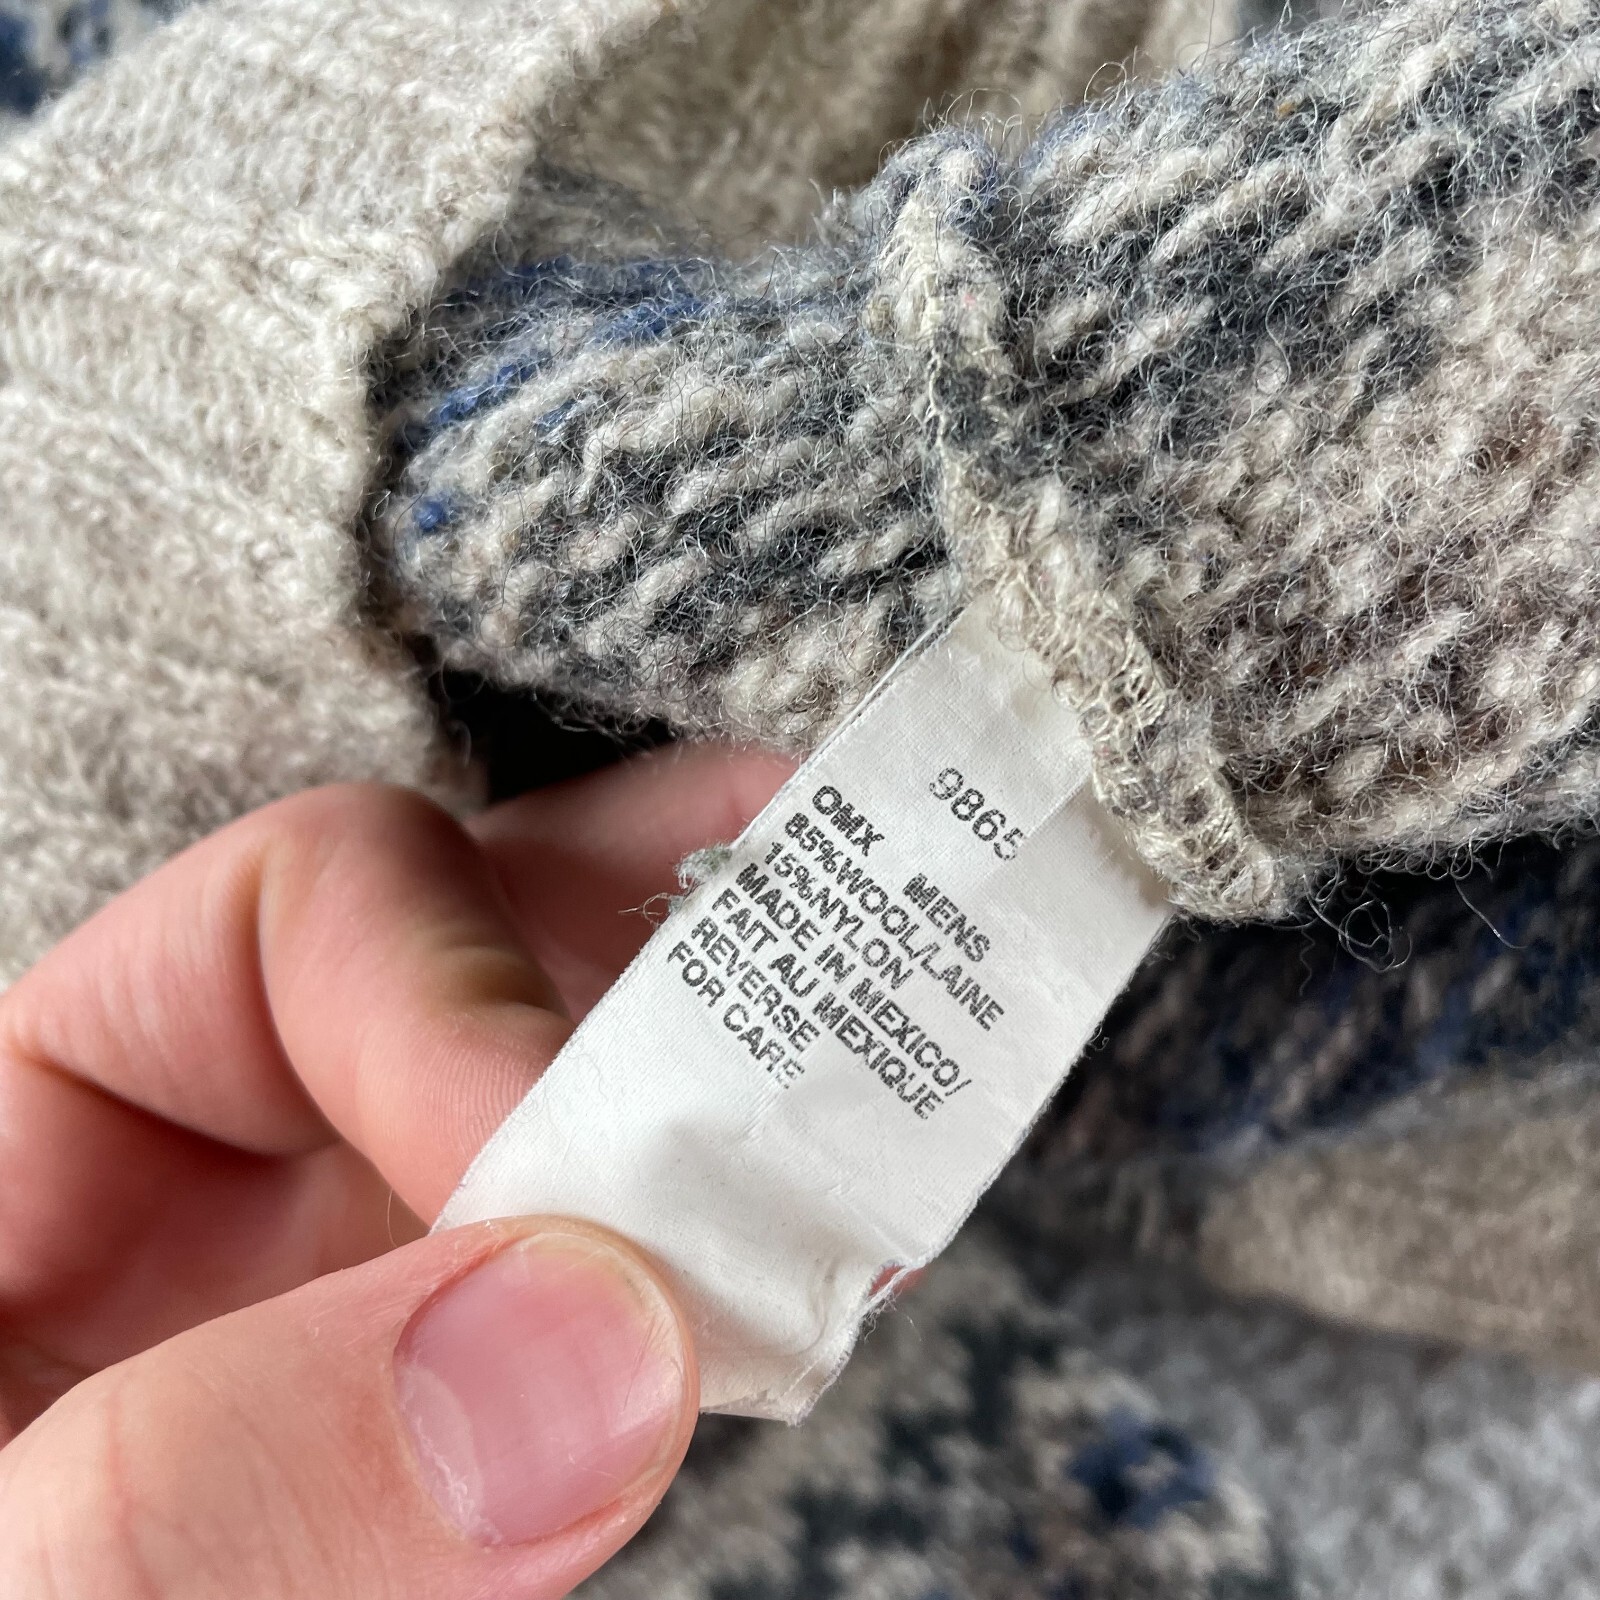 9865
OMX MENS
85%WOOL/LAINE
15%NYLON
MADE IN MEXICO/
FAIT AU MEXIQUE
REVERSE
FOR CARE